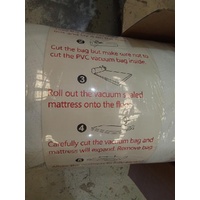 Cut the bag but make sure not to
cut the PVC vacuum bag inside.
3
Roll out the vacuum sealed
mattress onto the floor.
4
Carefully cut the vacuum bag and
mattress will expand. Remove